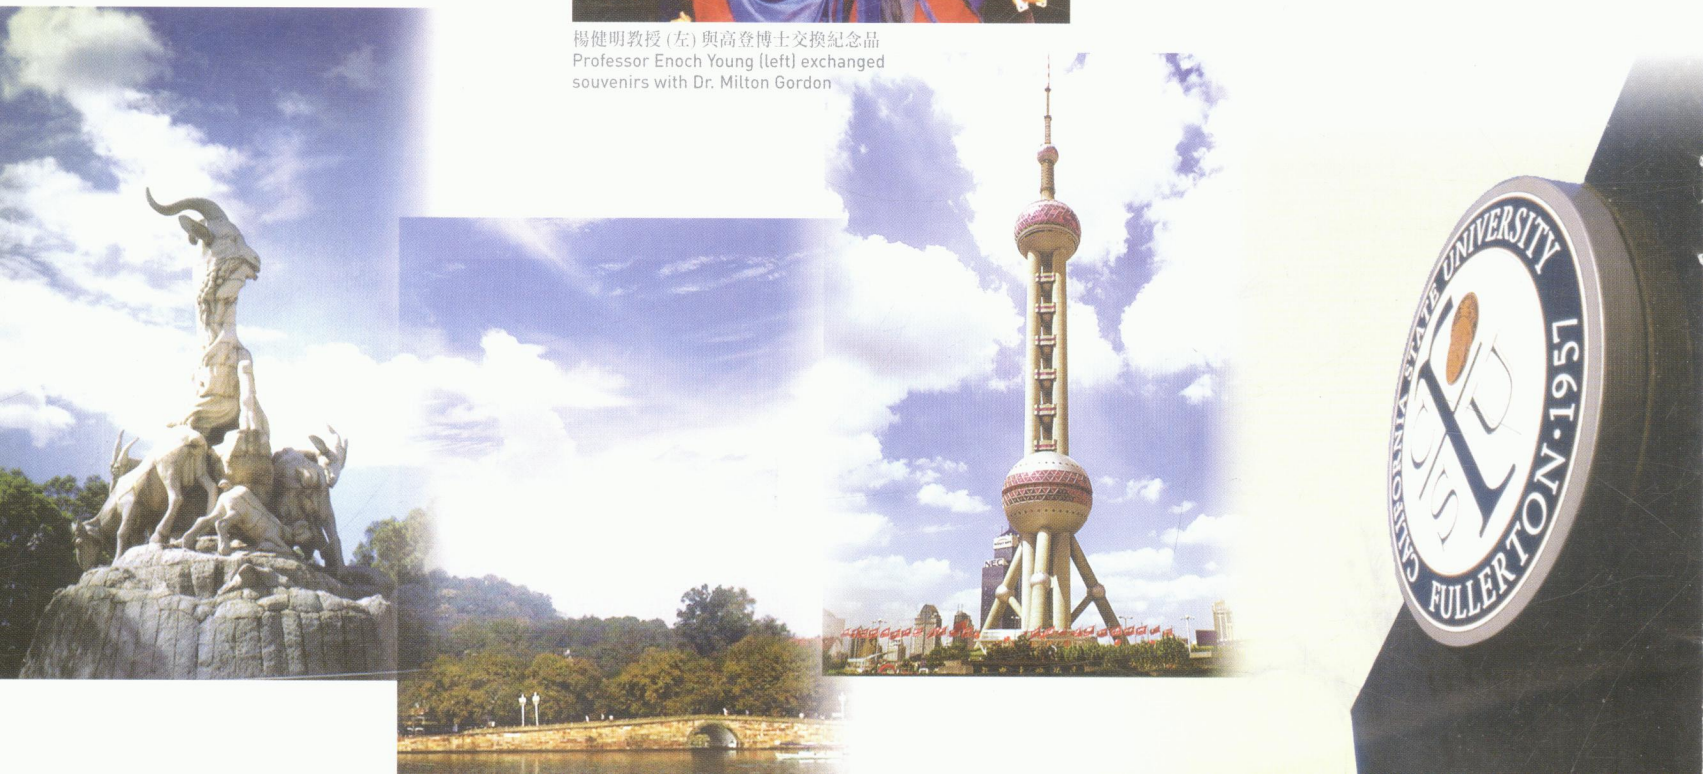 楊健明教授 (左) 與高登博士交換紀念品
Professor Enoch Young (left) exchanged
souvenirs with Dr. Milton Gordon
NEC
CALIFORNIA STATE UNIVERSITY
FULLERTON · 1957